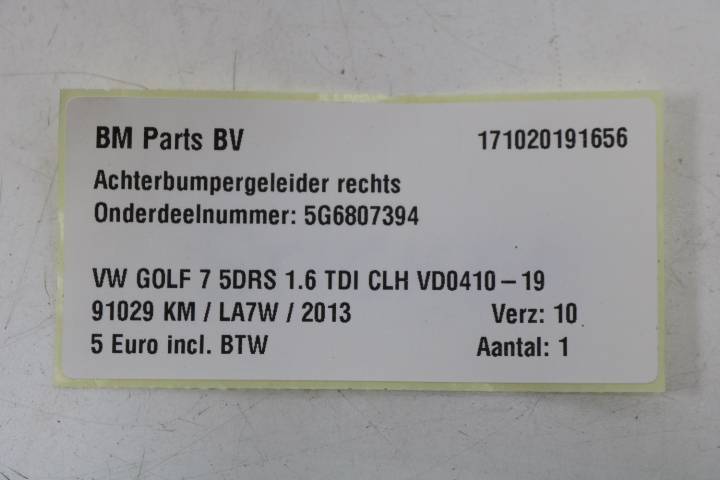 BM Parts BV 171020191656
Achterbumpergeleider rechts
Onderdeelnummer: 5G6807394
VW GOLF 7 5DRS 1.6 TDI CLH VD0410-19
91029 KM / LA7W / 2013 Verz: 10
5 Euro incl. BTW Aantal: 1